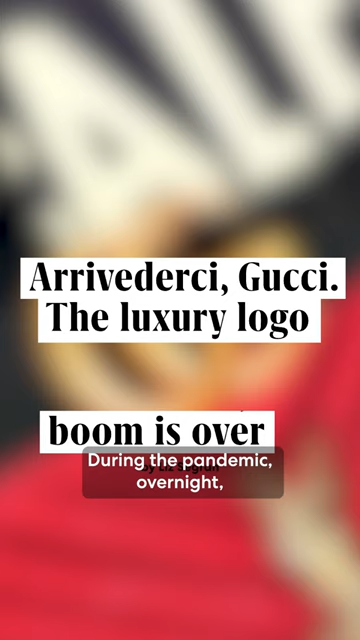 Arrivederci, Gucci.
The luxury logo
boom is over
During the pandemic,
overnight,